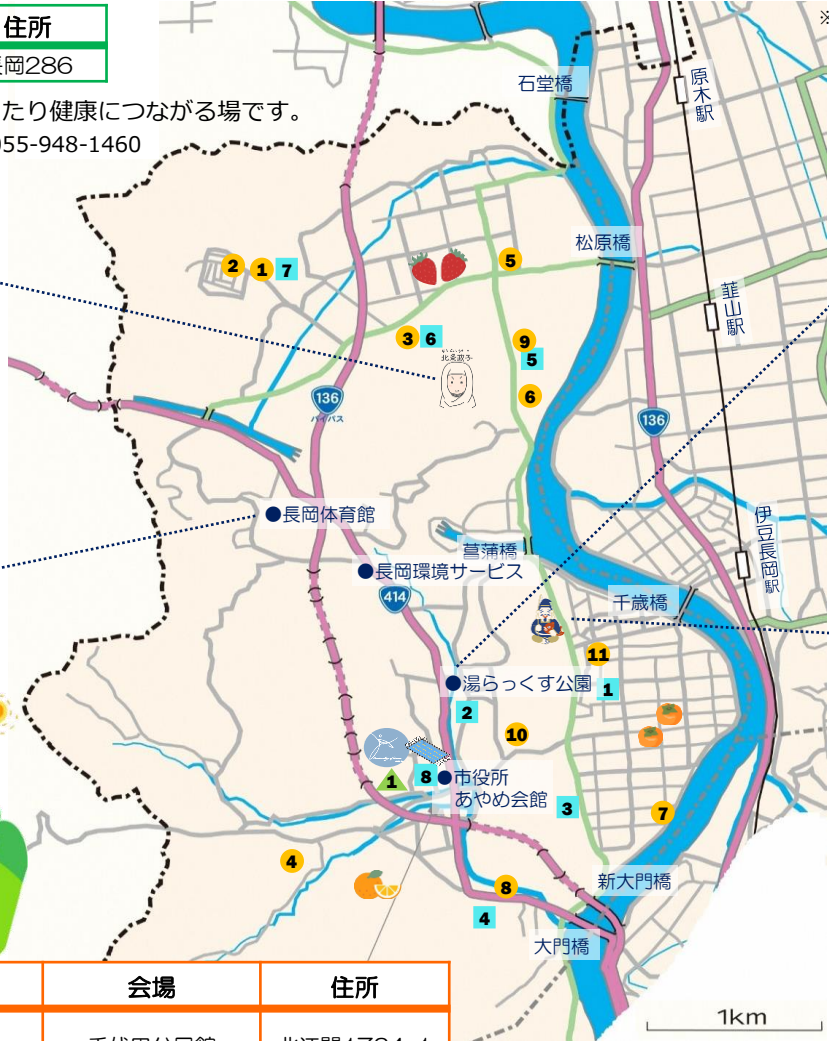 住所
岡286
たり健康につながる場です。
055-948-1460
※
石堂橋
原木駅
松原橋
韮山駅
2
1
7
5
3
6
9
5
6
北条政子
136
バイパス
136
長岡体育館
菖蒲橋
長岡環境サービス
414
伊豆長岡駅
千歳橋
11
湯らっくす公園
1
2
10
1
8
市役所
あやめ会館
3
7
4
8
新大門橋
4
大門橋
会場
住所
1km